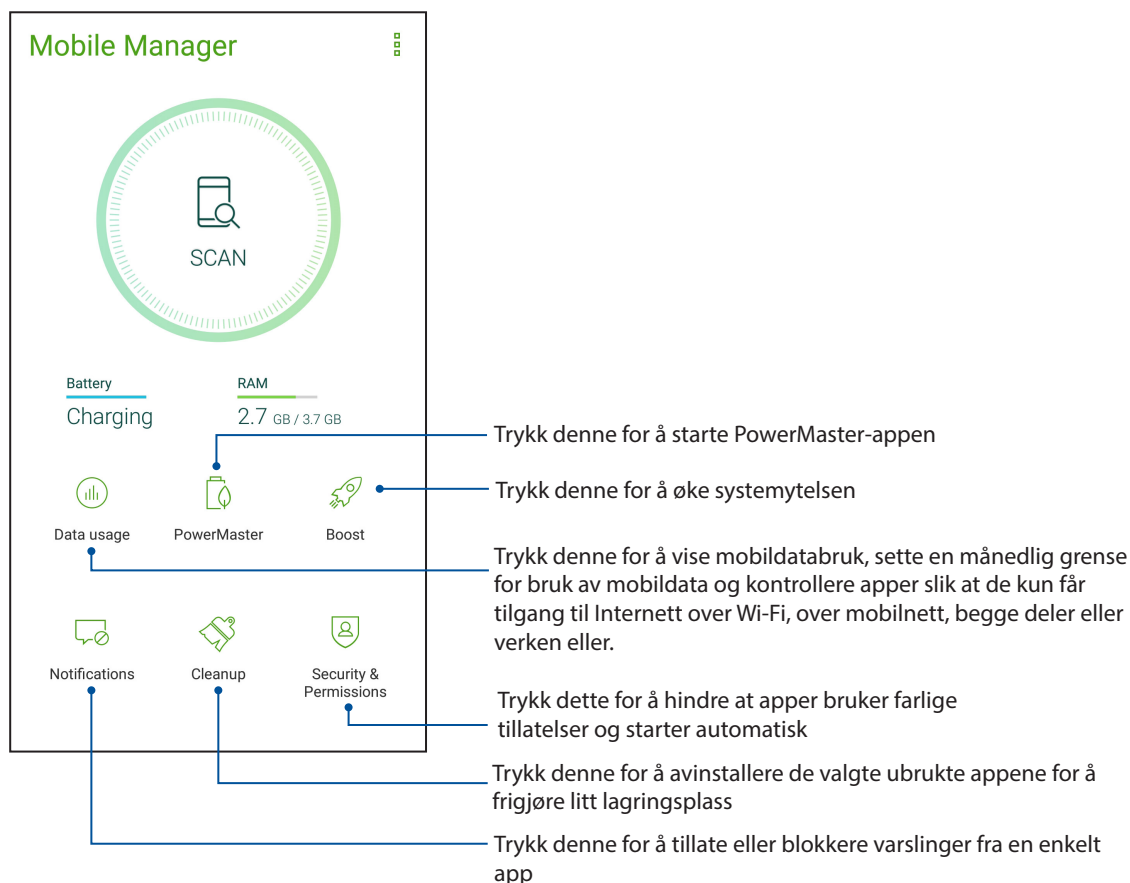 Mobile Manager
SCAN
Battery
Charging
RAM
2.7 GB / 3.7 GB
Data usage
PowerMaster
Boost
Notifications
Cleanup
Security &
Permissions
Trykk denne for å starte PowerMaster-appen
Trykk denne for å øke systemytelsen
Trykk denne for å vise mobildatabruk, sette en månedlig grense
for bruk av mobildata og kontrollere apper slik at de kun får
tilgang til Internett over Wi-Fi, over mobilnett, begge deler eller
verken eller.
Trykk dette for å hindre at apper bruker farlige
tillatelser og starter automatisk
Trykk denne for å avinstallere de valgte ubrukte appene for å
frigjøre litt lagringsplass
Trykk denne for å tillate eller blokkere varslinger fra en enkelt
app